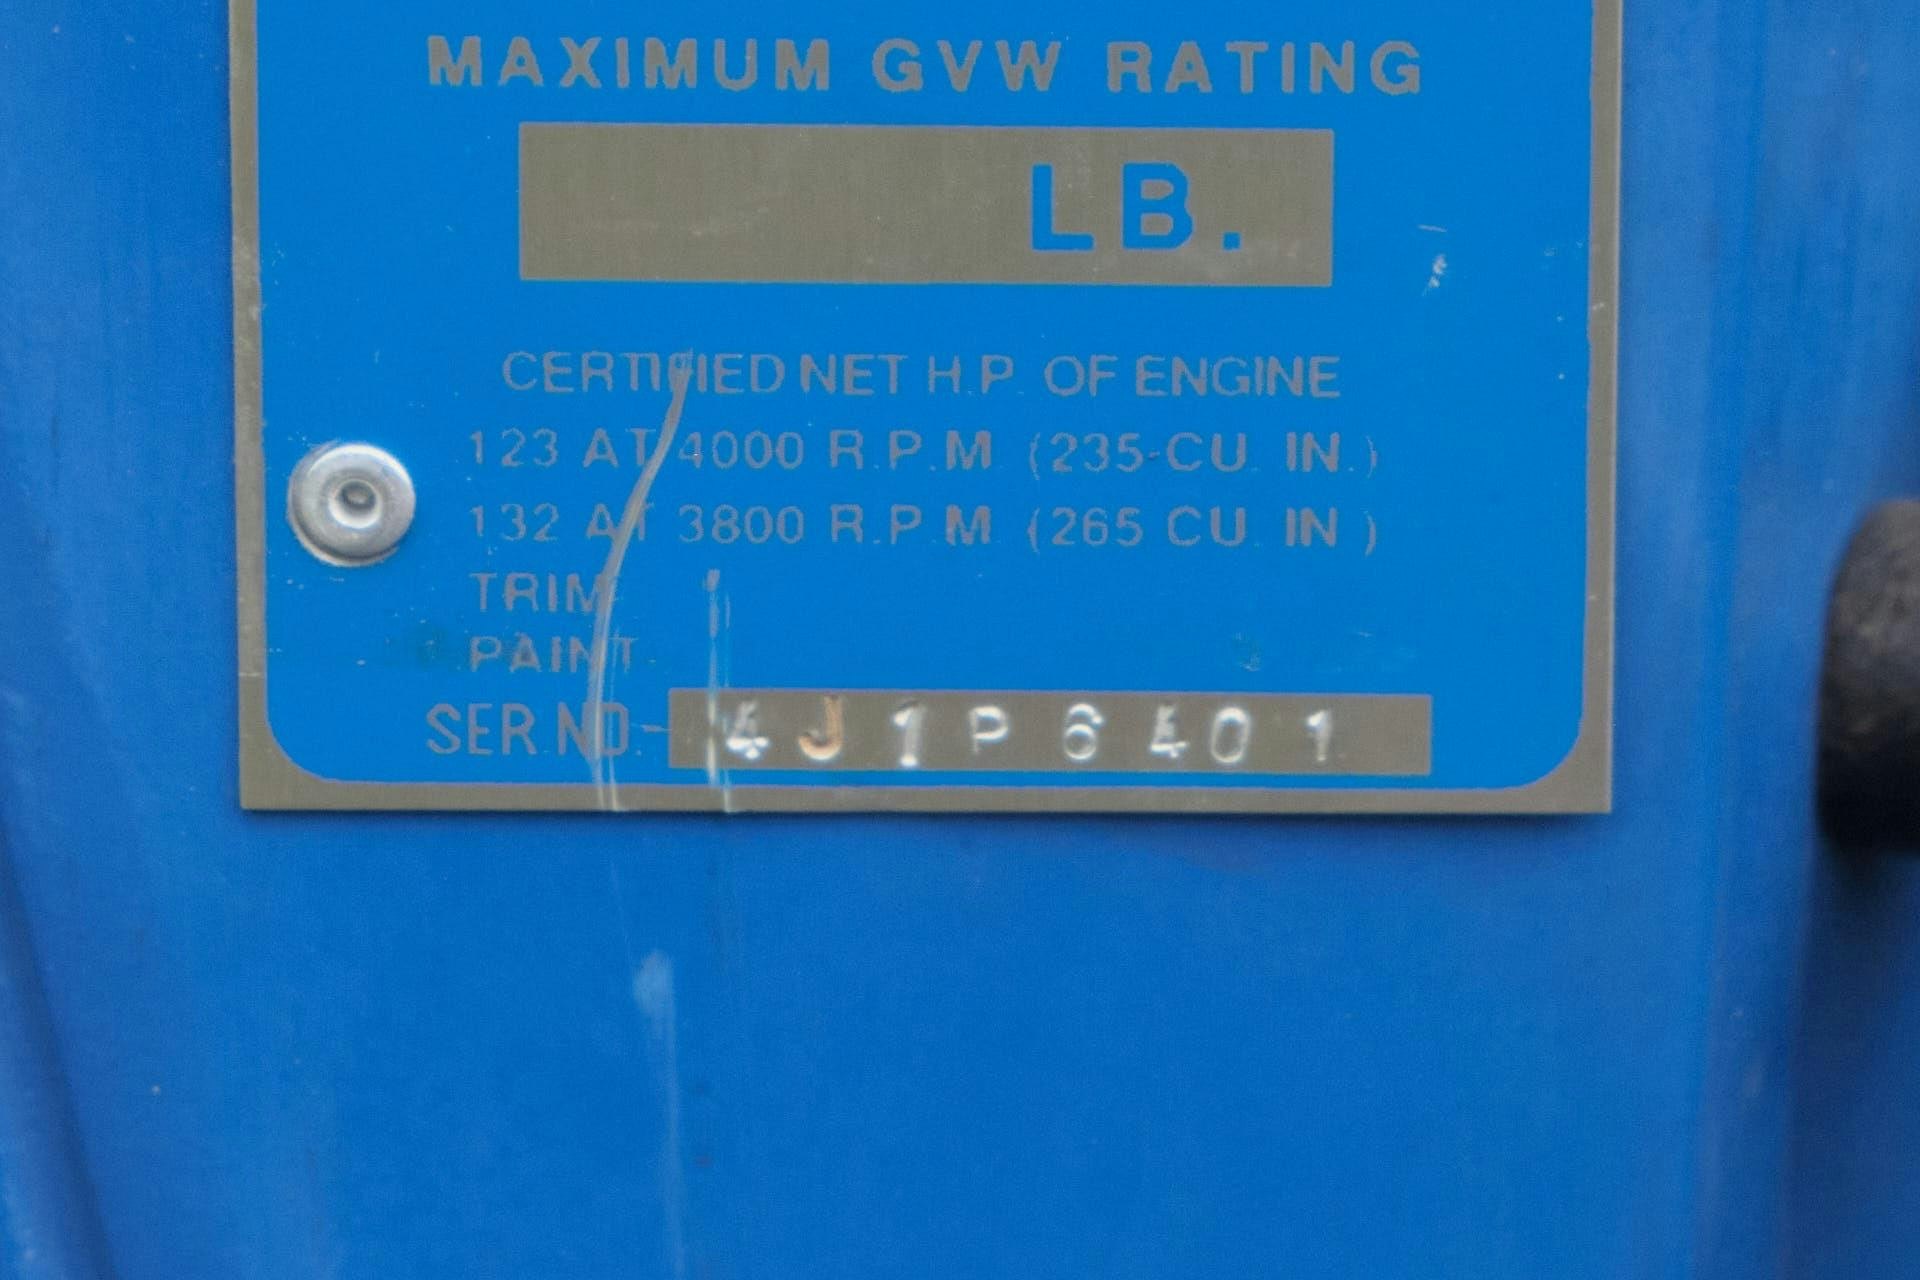 MAXIMUM GVW RATING
LB.
CERTIFIED NET H.P. OF ENGINE
123 AT 4000 R.P.M. (235 CU. IN.)
132 AT 3800 R.P.M. (265 CU. IN.)
TRIM
PAINT
SER. NO. 4J1P6401